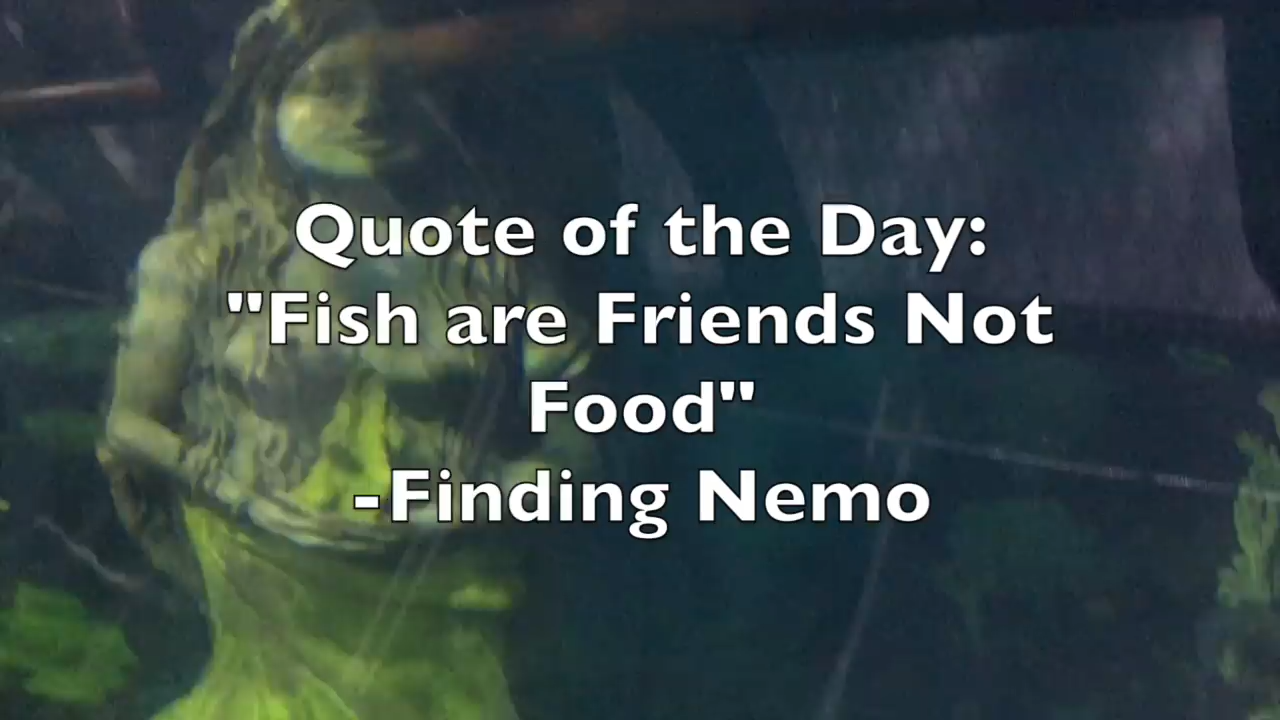 Quote of the Day:
"Fish are Friends Not
Food"
-Finding Nemo